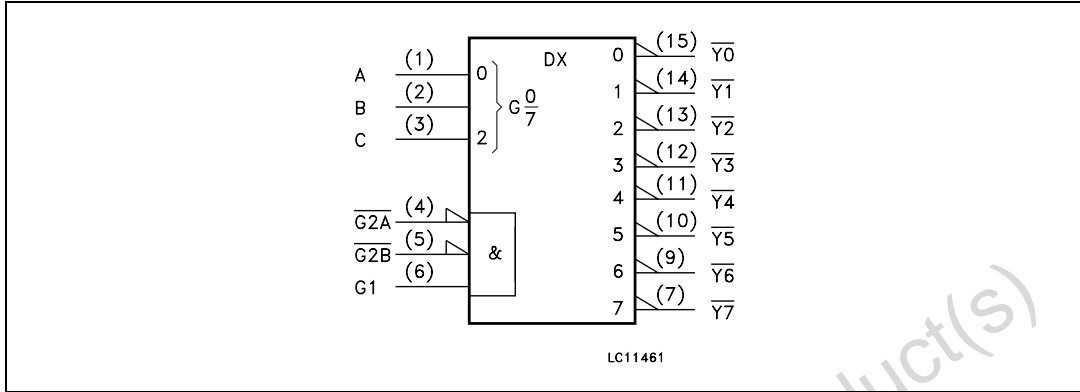 DX
A (1) 0
B (2)
C (3) 2
G 0/7
G2A (4)
G2B (5)
G1 (6)
&
0 (15) Y0
1 (14) Y1
2 (13) Y2
3 (12) Y3
4 (11) Y4
5 (10) Y5
6 (9) Y6
7 (7) Y7
LC11461
uct(s)